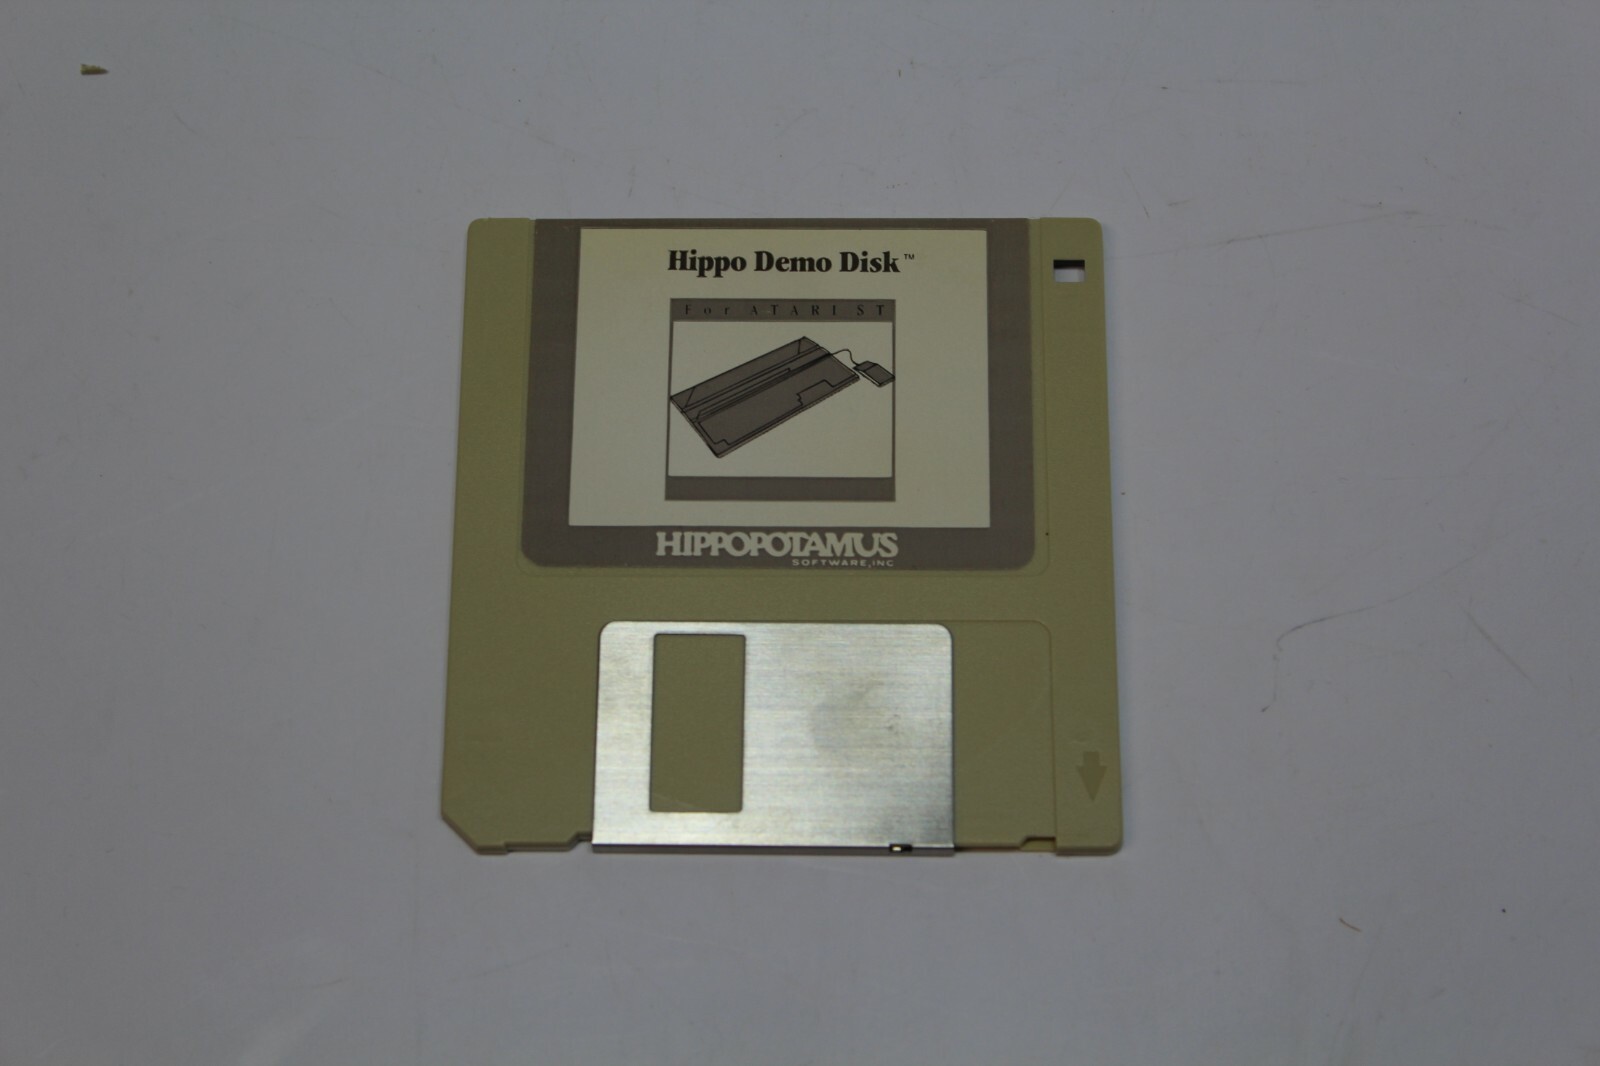 Hippo Demo Disk™
For ATARI ST
HIPPOPOTAMUS
SOFTWARE, INC